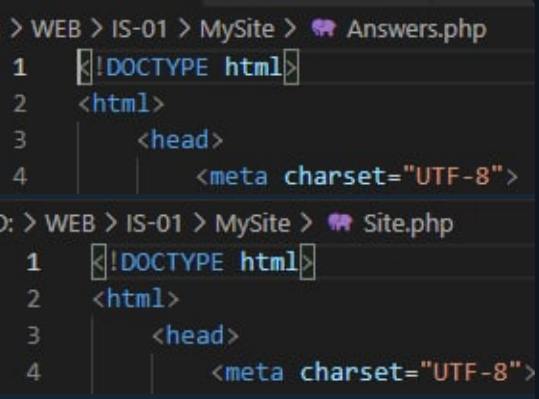 > WEB > IS-01 > MySite > Answers.php
1 <!DOCTYPE html>
2 <html>
3 <head>
4 <meta charset="UTF-8">
D: > WEB > IS-01 > MySite > Site.php
1 <!DOCTYPE html>
2 <html>
3 <head>
4 <meta charset="UTF-8">